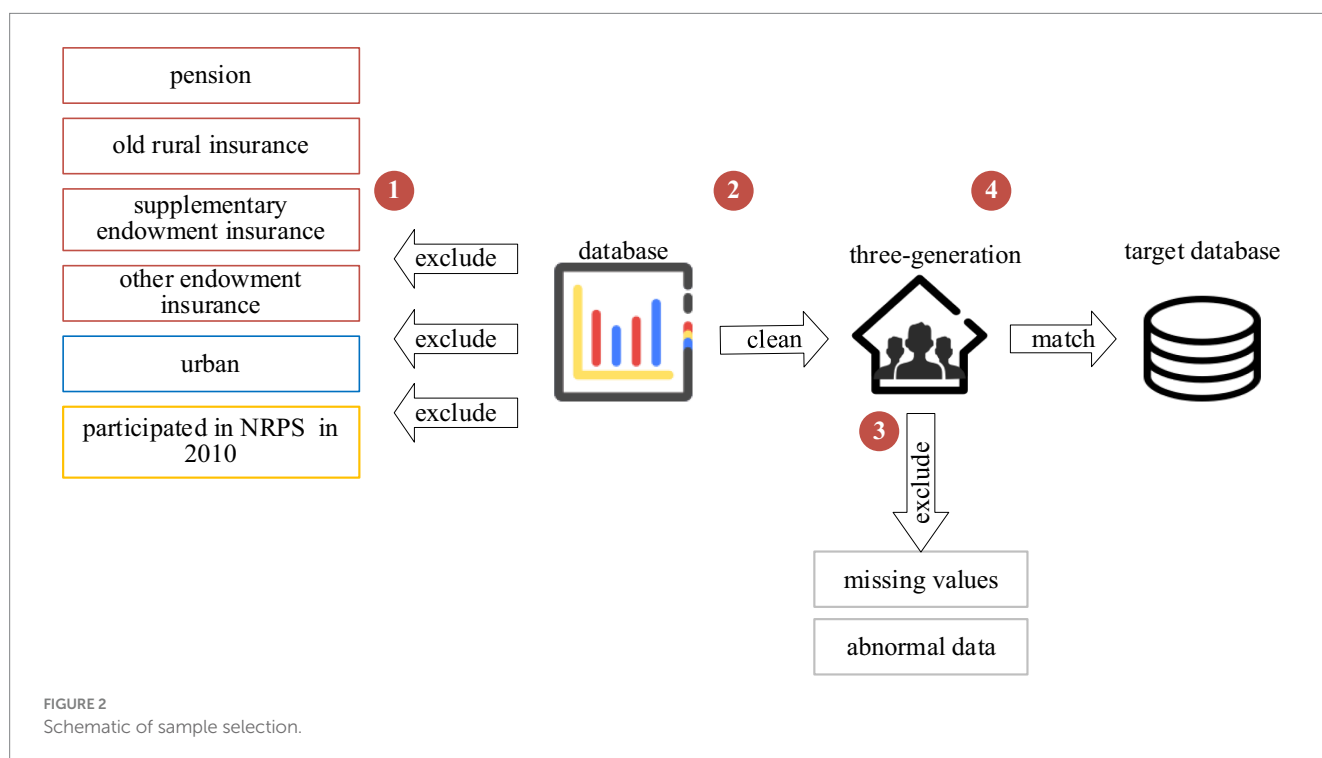 pension
old rural insurance
supplementary
endowment insurance
other endowment
insurance
urban
participated in NRPS in
2010
1
exclude
exclude
exclude
database
2
clean
three-generation
4
match
target database
3
exclude
missing values
abnormal data
FIGURE 2
Schematic of sample selection.